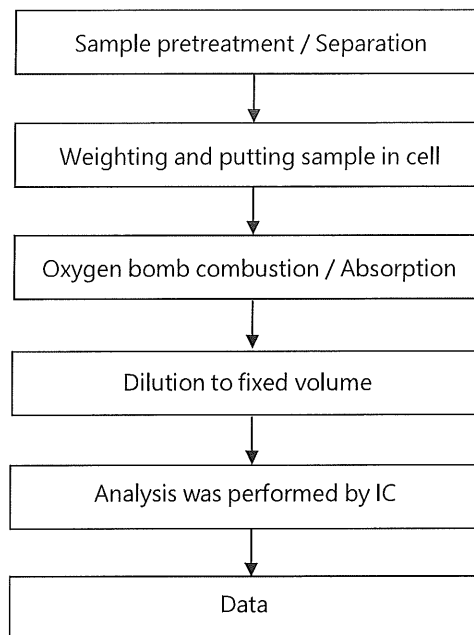 Sample pretreatment / Separation
Weighting and putting sample in cell
Oxygen bomb combustion / Absorption
Dilution to fixed volume
Analysis was performed by IC
Data